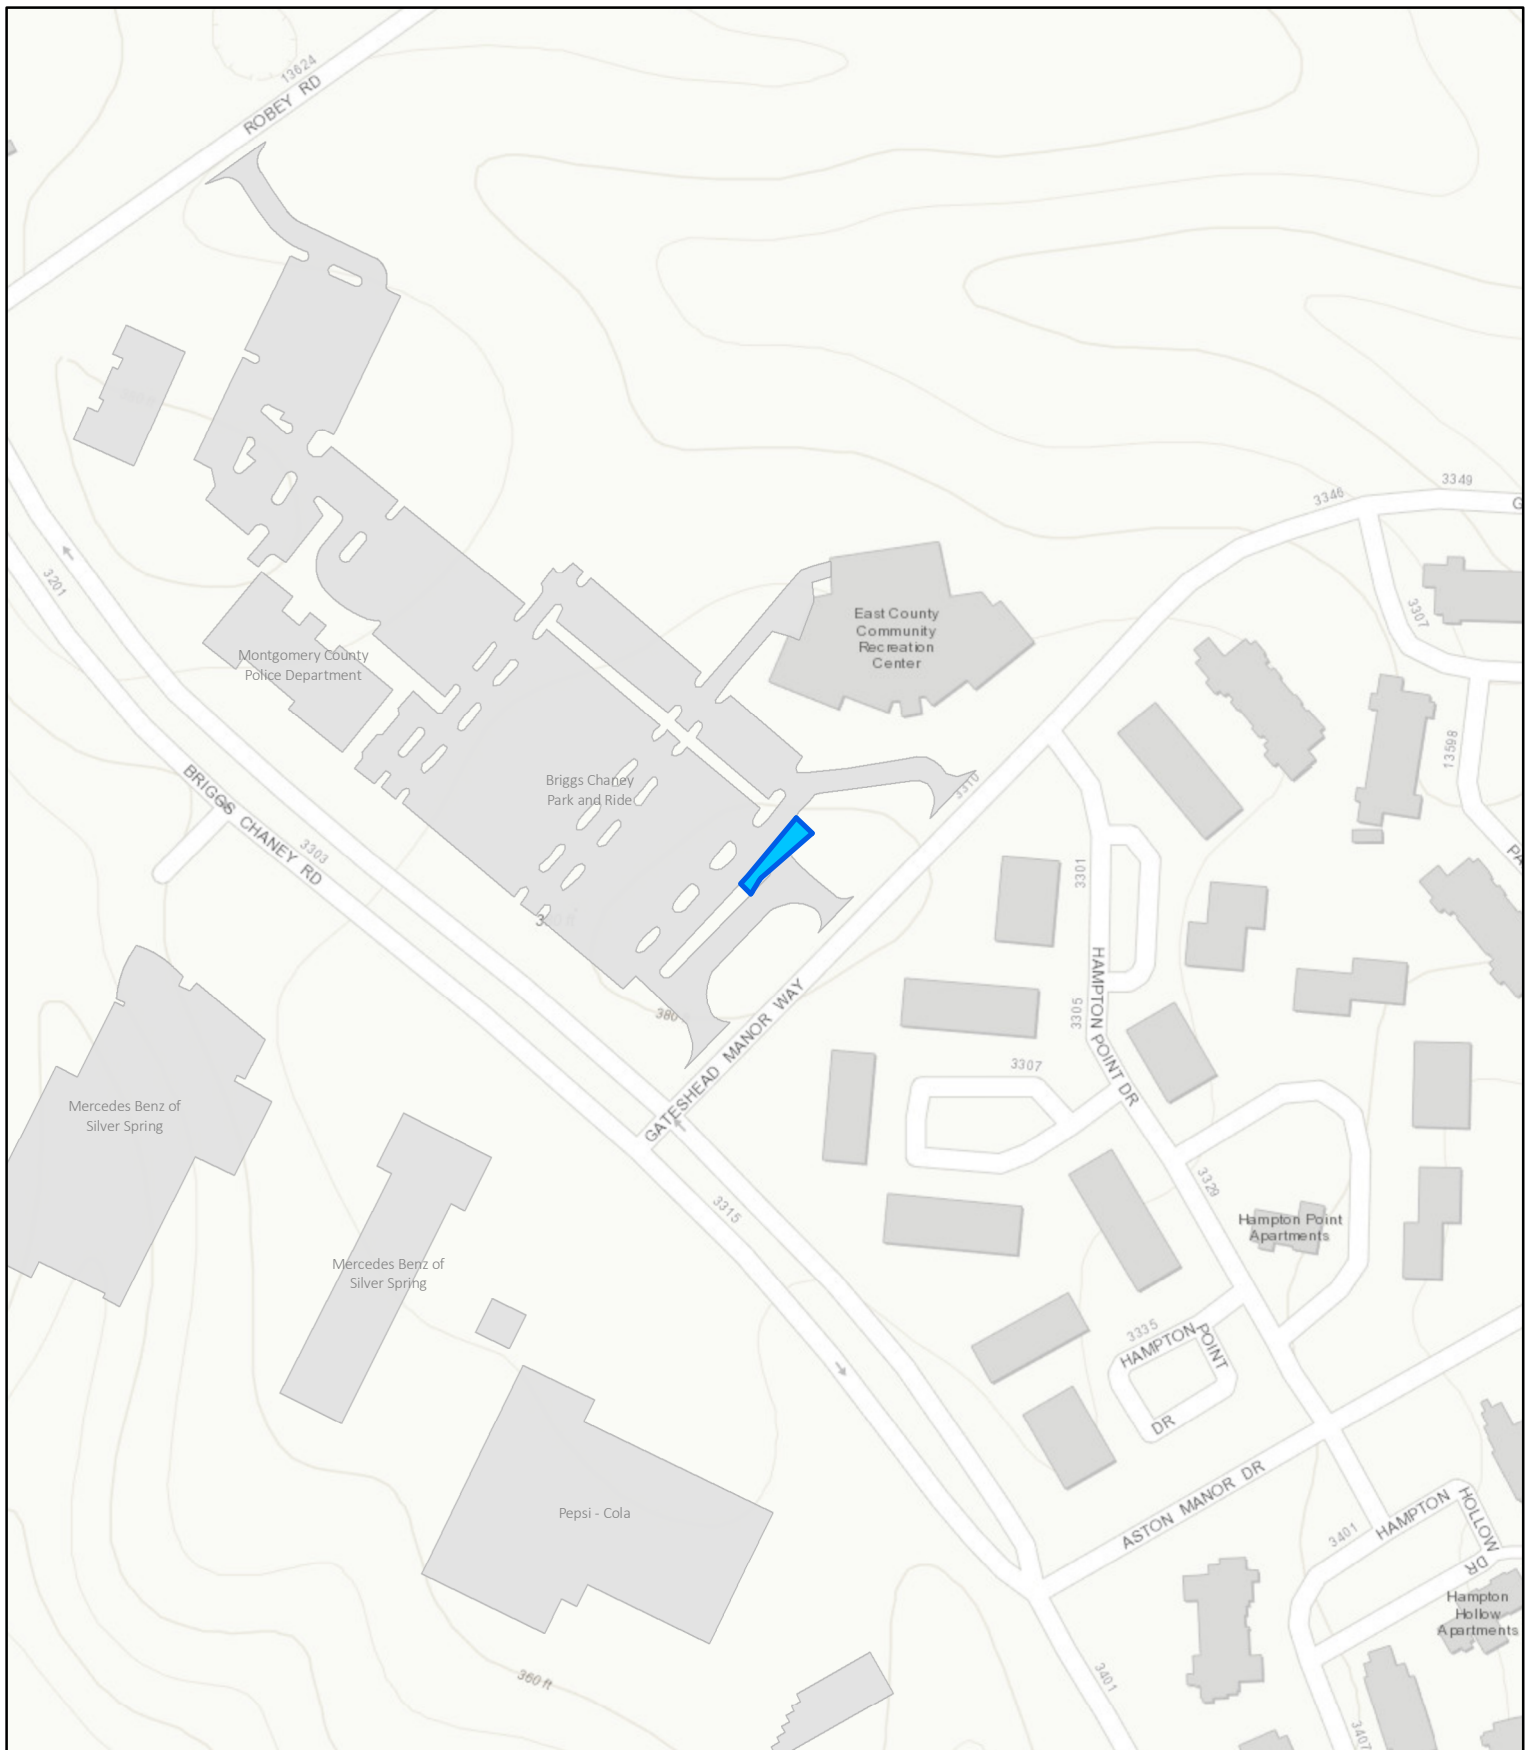 13624
ROBEY RD
3349
3346
G
3201
3307
East County
Community
Recreation
Center
Montgomery County
Police Department
13598
3310
Briggs Chaney
Park and Ride
BRIGGS CHANEY RD
3303
PA
3301
HAMPTON POINT DR
380
GATESHEAD MANOR WAY
3305
3307
Mercedes Benz of
Silver Spring
3329
3315
Hampton Point
Apartments
Mercedes Benz of
Silver Spring
3335
HAMPTON POINT DR
ASTON MANOR DR
Pepsi - Cola
3401
HAMPTON HOLLOW DR
Hampton
Hollow
Apartments
360 ft
3401
3407